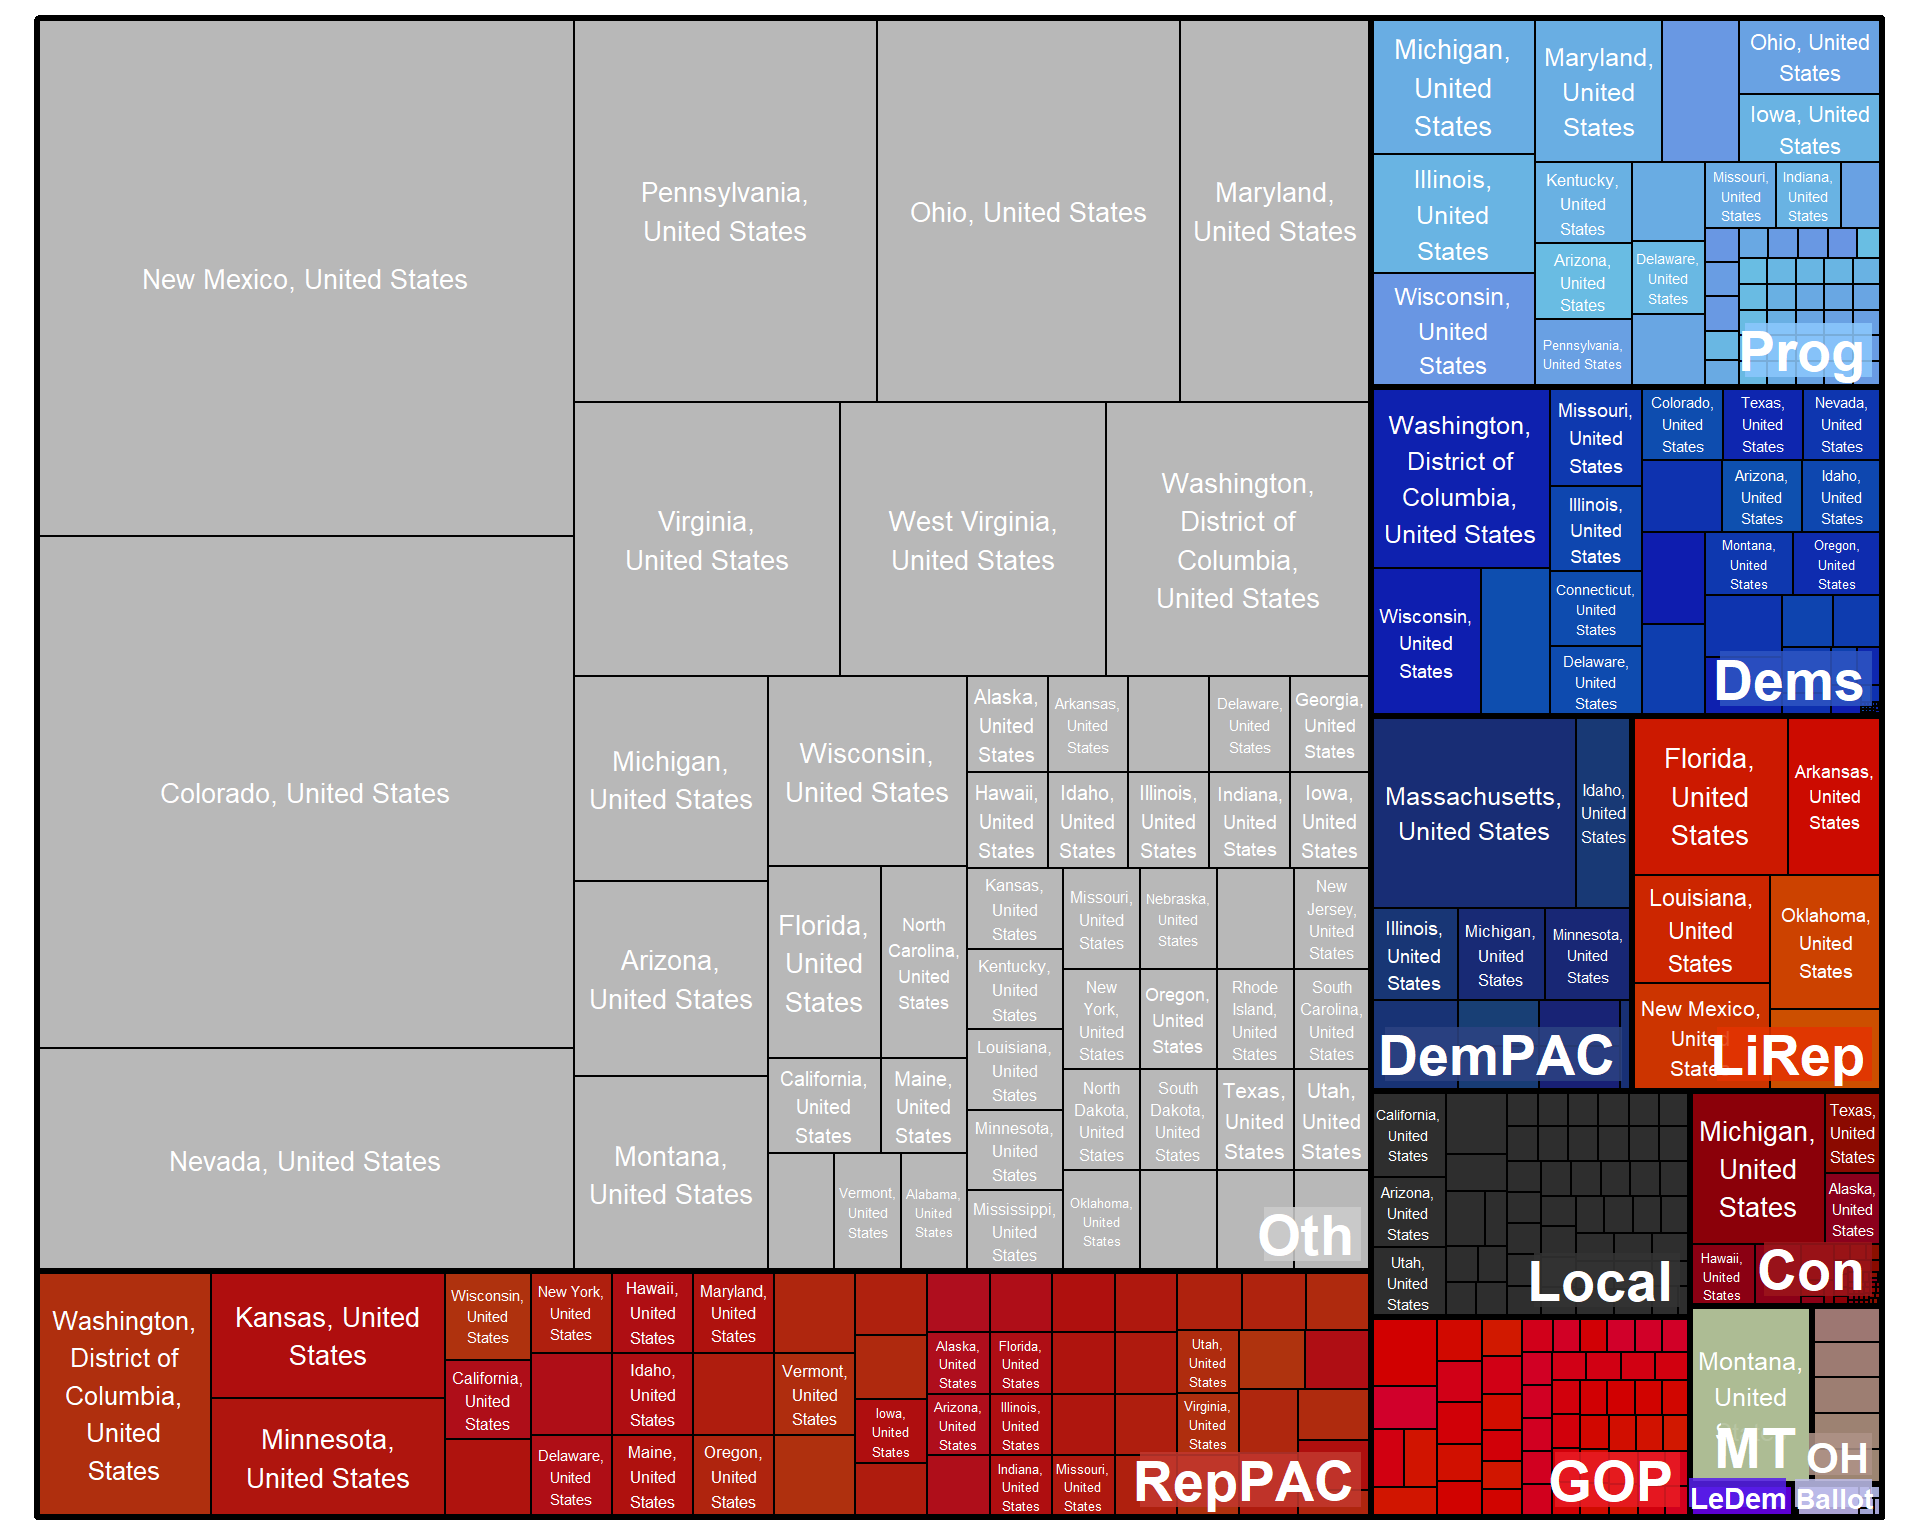 New Mexico, United States
Colorado, United States
Nevada, United States
Pennsylvania,
United States
Ohio, United States
Maryland,
United States
Virginia,
United States
West Virginia,
United States
Washington,
District of
Columbia,
United States
Michigan,
United States
Arizona,
United States
Montana,
United States
Wisconsin,
United States
Florida,
United
States
North
Carolina,
United
States
California,
United
States
Maine,
United
States
Vermont,
United
States
Alabama,
United
States
Alaska,
United
States
Arkansas,
United
States
Delaware,
United
States
Georgia,
United
States
Hawaii,
United
States
Idaho,
United
States
Illinois,
United
States
Indiana,
United
States
Iowa,
United
States
Kansas,
United
States
Kentucky,
United
States
Louisiana,
United
States
Minnesota,
United
States
Mississippi,
United
States
Missouri,
United
States
Nebraska,
United
States
New
Jersey,
United
States
New
York,
United
States
Oregon,
United
States
Rhode
Island,
United
States
South
Carolina,
United
States
North
Dakota,
United
States
South
Dakota,
United
States
Texas,
United
States
Utah,
United
States
Oklahoma,
United
States
Oth
Washington,
District of
Columbia,
United
States
Kansas, United
States
Minnesota,
United States
Wisconsin,
United
States
California,
United
States
New York,
United
States
Delaware,
United
States
Hawaii,
United
States
Idaho,
United
States
Maine,
United
States
Maryland,
United
States
Oregon,
United
States
Vermont,
United
States
Iowa,
United
States
Alaska,
United
States
Arizona,
United
States
Florida,
United
States
Illinois,
United
States
Indiana,
United
States
Missouri,
United
States
Utah,
United
States
Virginia,
United
States
RepPAC
Michigan,
United
States
Illinois,
United
States
Wisconsin,
United
States
Maryland,
United
States
Ohio, United
States
Iowa, United
States
Kentucky,
United
States
Arizona,
United
States
Pennsylvania,
United States
Delaware,
United
States
Missouri,
United
States
Indiana,
United
States
Prog
Washington,
District of
Columbia,
United States
Wisconsin,
United
States
Missouri,
United
States
Illinois,
United
States
Connecticut,
United
States
Delaware,
United
States
Colorado,
United
States
Texas,
United
States
Nevada,
United
States
Arizona,
United
States
Idaho,
United
States
Montana,
United
States
Oregon,
United
States
Dems
Massachusetts,
United States
Idaho,
United
States
Illinois,
United
States
Michigan,
United
States
Minnesota,
United
States
DemPAC
Florida,
United
States
Arkansas,
United
States
Louisiana,
United
States
Oklahoma,
United
States
New Mexico,
United
States
LiRep
California,
United
States
Arizona,
United
States
Utah,
United
States
Local
Michigan,
United
States
Texas,
United
States
Alaska,
United
States
Hawaii,
United
States
Con
GOP
Montana,
United
MT
OH
LeDem
Ballot